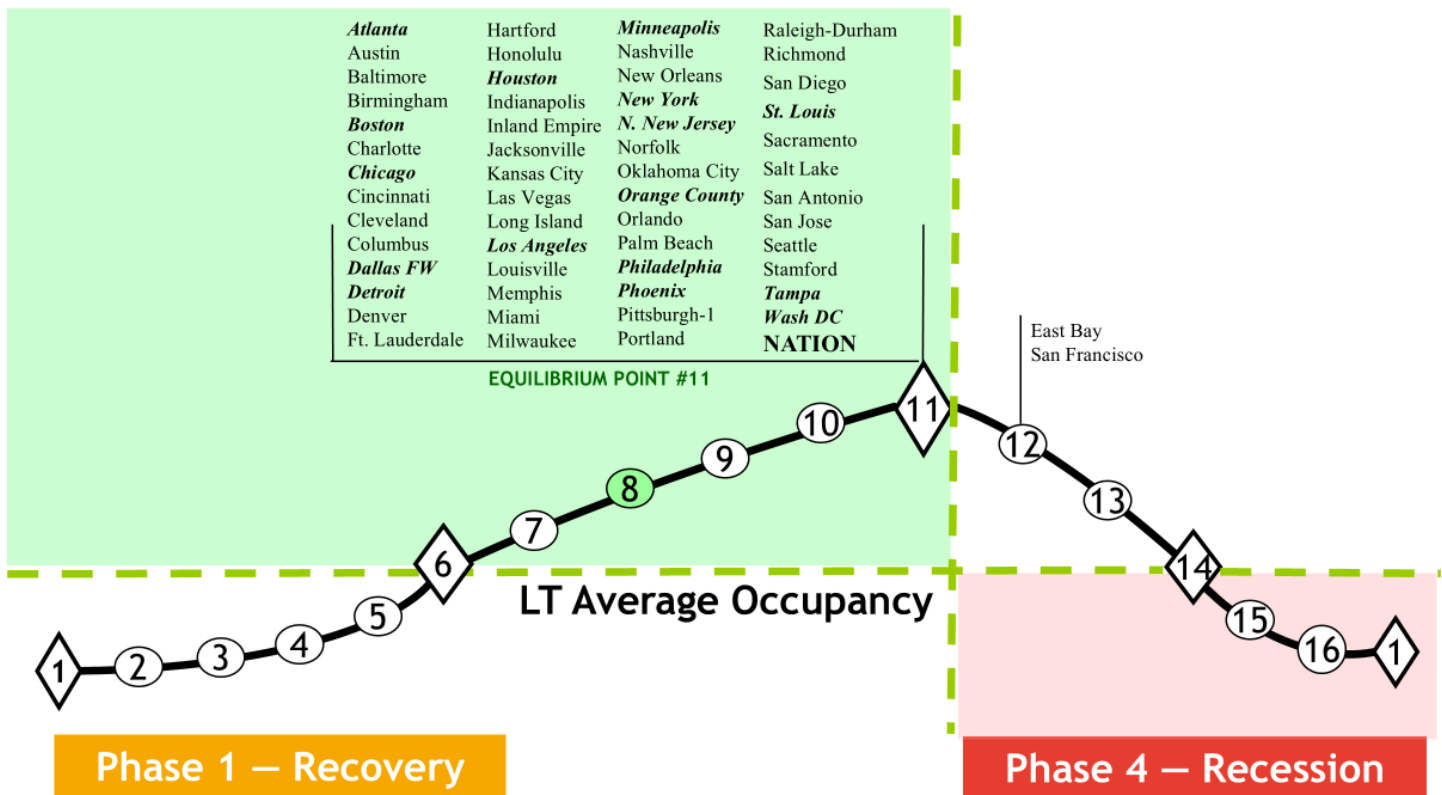 Atlanta
Austin
Baltimore
Birmingham
Boston
Charlotte
Chicago
Cincinnati
Cleveland
Columbus
Dallas FW
Detroit
Denver
Ft. Lauderdale
Hartford
Honolulu
Houston
Indianapolis
Inland Empire
Jacksonville
Kansas City
Las Vegas
Long Island
Los Angeles
Louisville
Memphis
Miami
Milwaukee
Minneapolis
Nashville
New Orleans
New York
N. New Jersey
Norfolk
Oklahoma City
Orange County
Orlando
Palm Beach
Philadelphia
Phoenix
Pittsburgh-1
Portland
Raleigh-Durham
Richmond
San Diego
St. Louis
Sacramento
Salt Lake
San Antonio
San Jose
Seattle
Stamford
Tampa
Wash DC
NATION
EQUILIBRIUM POINT #11
East Bay
San Francisco
1
2
3
4
5
6
7
8
9
10
11
12
13
14
15
16
1
LT Average Occupancy
Phase 1 — Recovery
Phase 4 — Recession